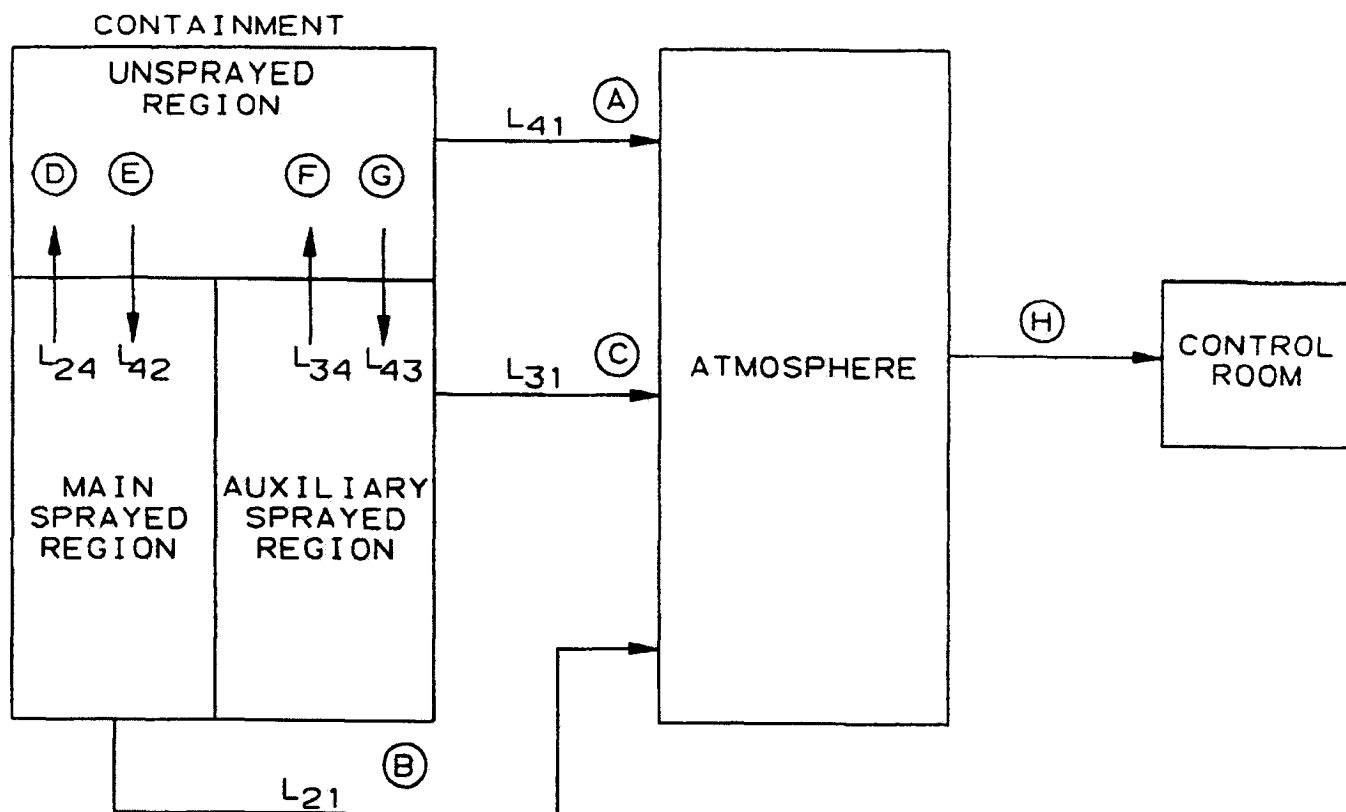 CONTAINMENT
UNSPRAYED
REGION
A
L41
D E F G
H
C
L24 L42 L34 L43
L31
ATMOSPHERE
CONTROL
ROOM
MAIN
SPRAYED
REGION
AUXILIARY
SPRAYED
REGION
B
L21